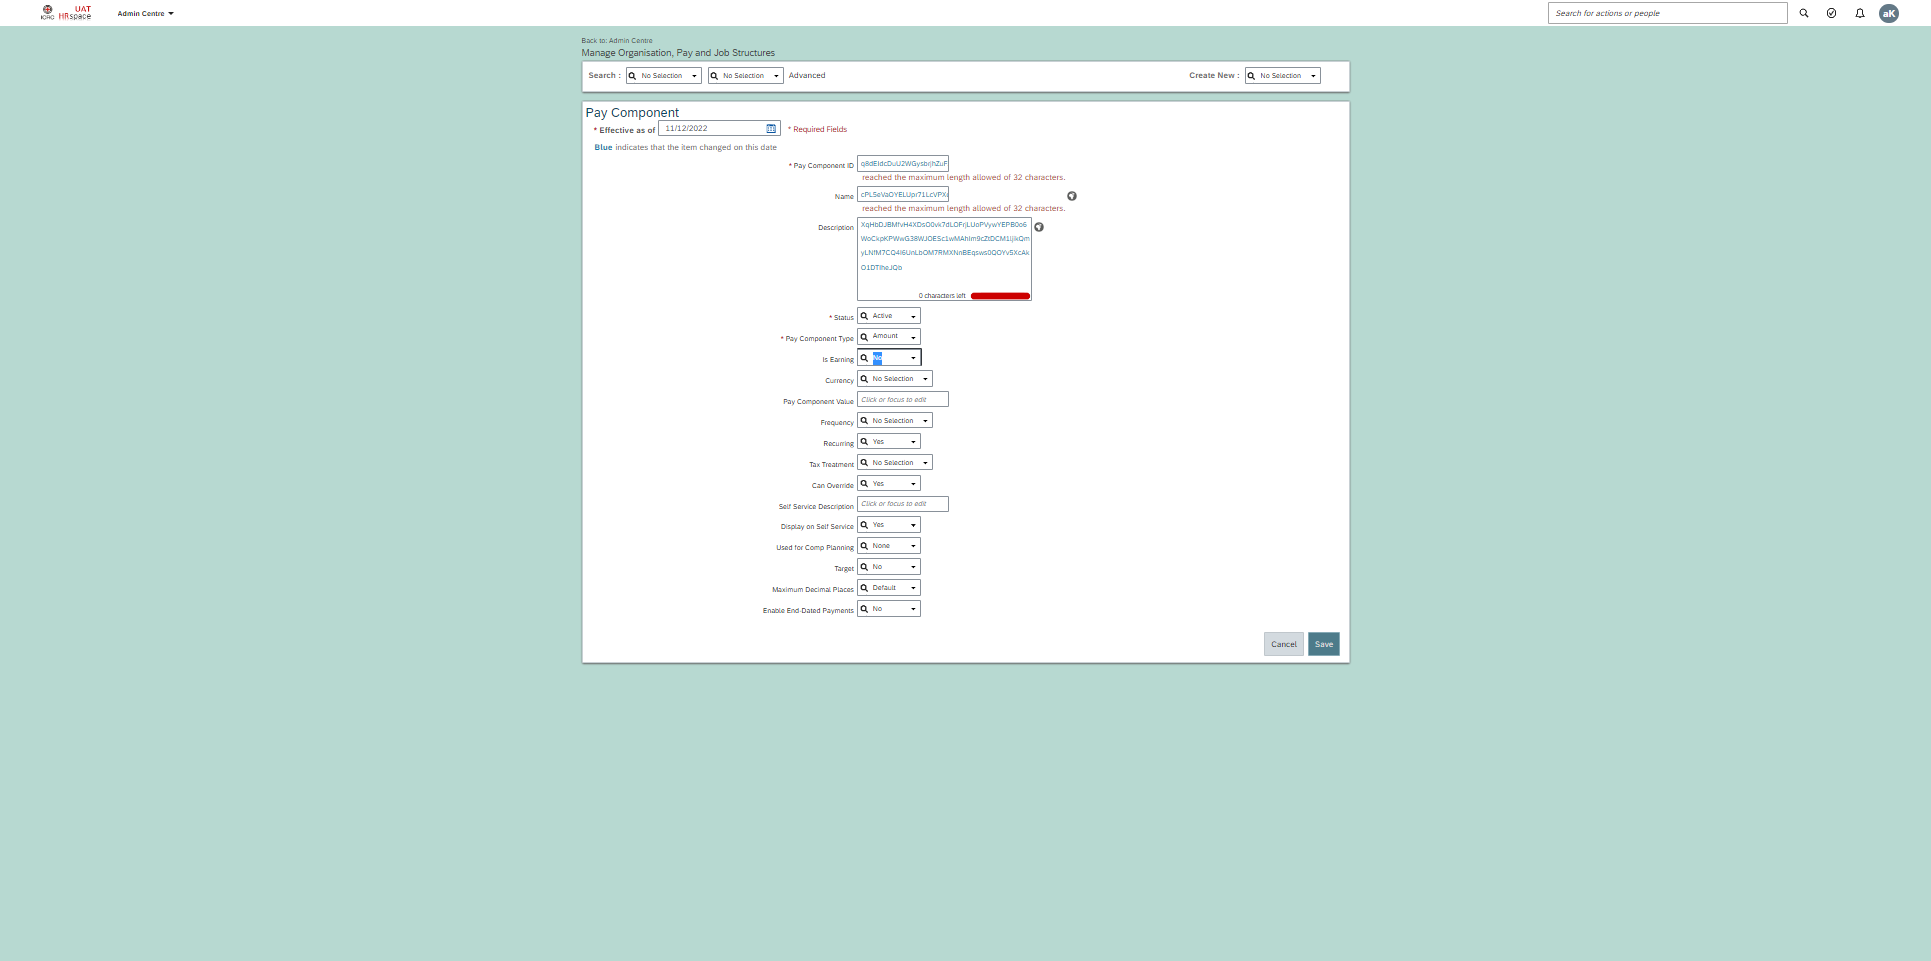 ICRC
UAT
HRspace
Admin Centre
Search for actions or people
aK
Back to: Admin Centre
Manage Organisation, Pay and Job Structures
Search : No Selection No Selection Advanced
Create New : No Selection
Pay Component
* Effective as of 11/12/2022 * Required Fields
Blue indicates that the item changed on this date
* Pay Component ID
reached the maximum length allowed of 32 characters.
Name
reached the maximum length allowed of 32 characters.
Description
O1DTIheJQb
0 characters left
* Status Active
* Pay Component Type Amount
Is Earning No
Currency No Selection
Pay Component Value Click or focus to edit
Frequency No Selection
Recurring Yes
Tax Treatment No Selection
Can Override Yes
Self Service Description Click or focus to edit
Display on Self Service Yes
Used for Comp Planning None
Target No
Maximum Decimal Places Default
Enable End-Dated Payments No
Cancel Save